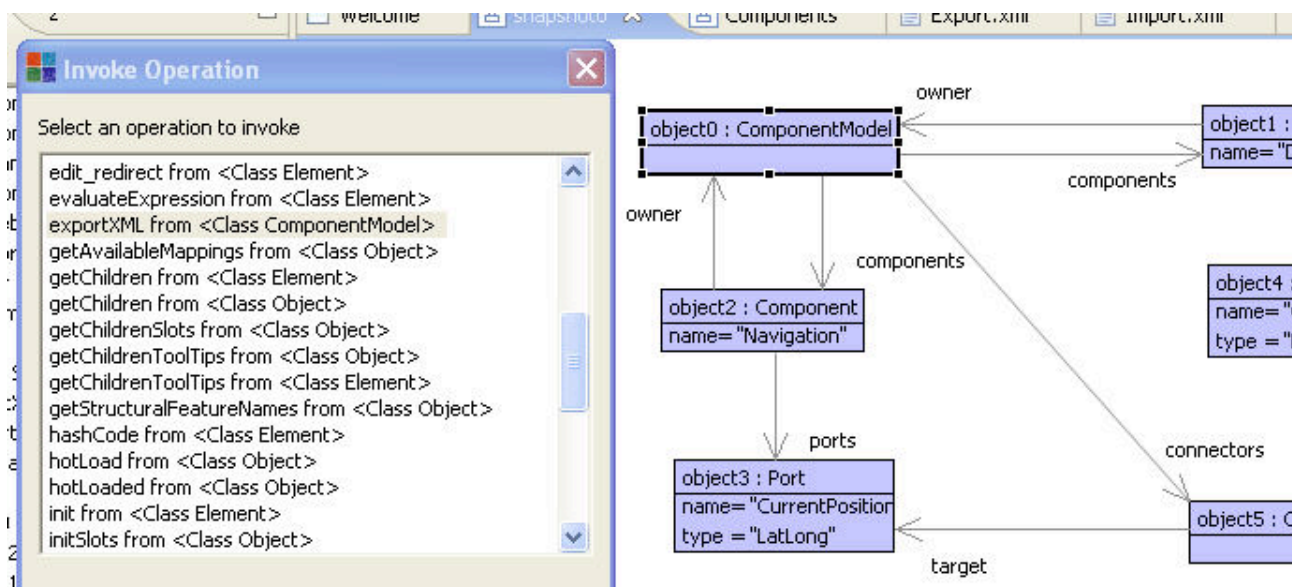 2
Welcome
snapshot0
Components
Export.xml
Import.xml
Invoke Operation
Select an operation to invoke
edit_redirect from <Class Element>
evaluateExpression from <Class Element>
exportXML from <Class ComponentModel>
getAvailableMappings from <Class Object>
getChildren from <Class Element>
getChildren from <Class Object>
getChildrenSlots from <Class Object>
getChildrenToolTips from <Class Object>
getChildrenToolTips from <Class Element>
getStructuralFeatureNames from <Class Object>
hashCode from <Class Element>
hotLoad from <Class Object>
hotLoaded from <Class Object>
init from <Class Element>
initSlots from <Class Object>
owner
object0 : ComponentModel
object1 :
name= "D
components
owner
components
object2 : Component
name= "Navigation"
object4 :
name= "
type = "
ports
connectors
object3 : Port
name= "CurrentPosition
type = "LatLong"
object5 : C
target